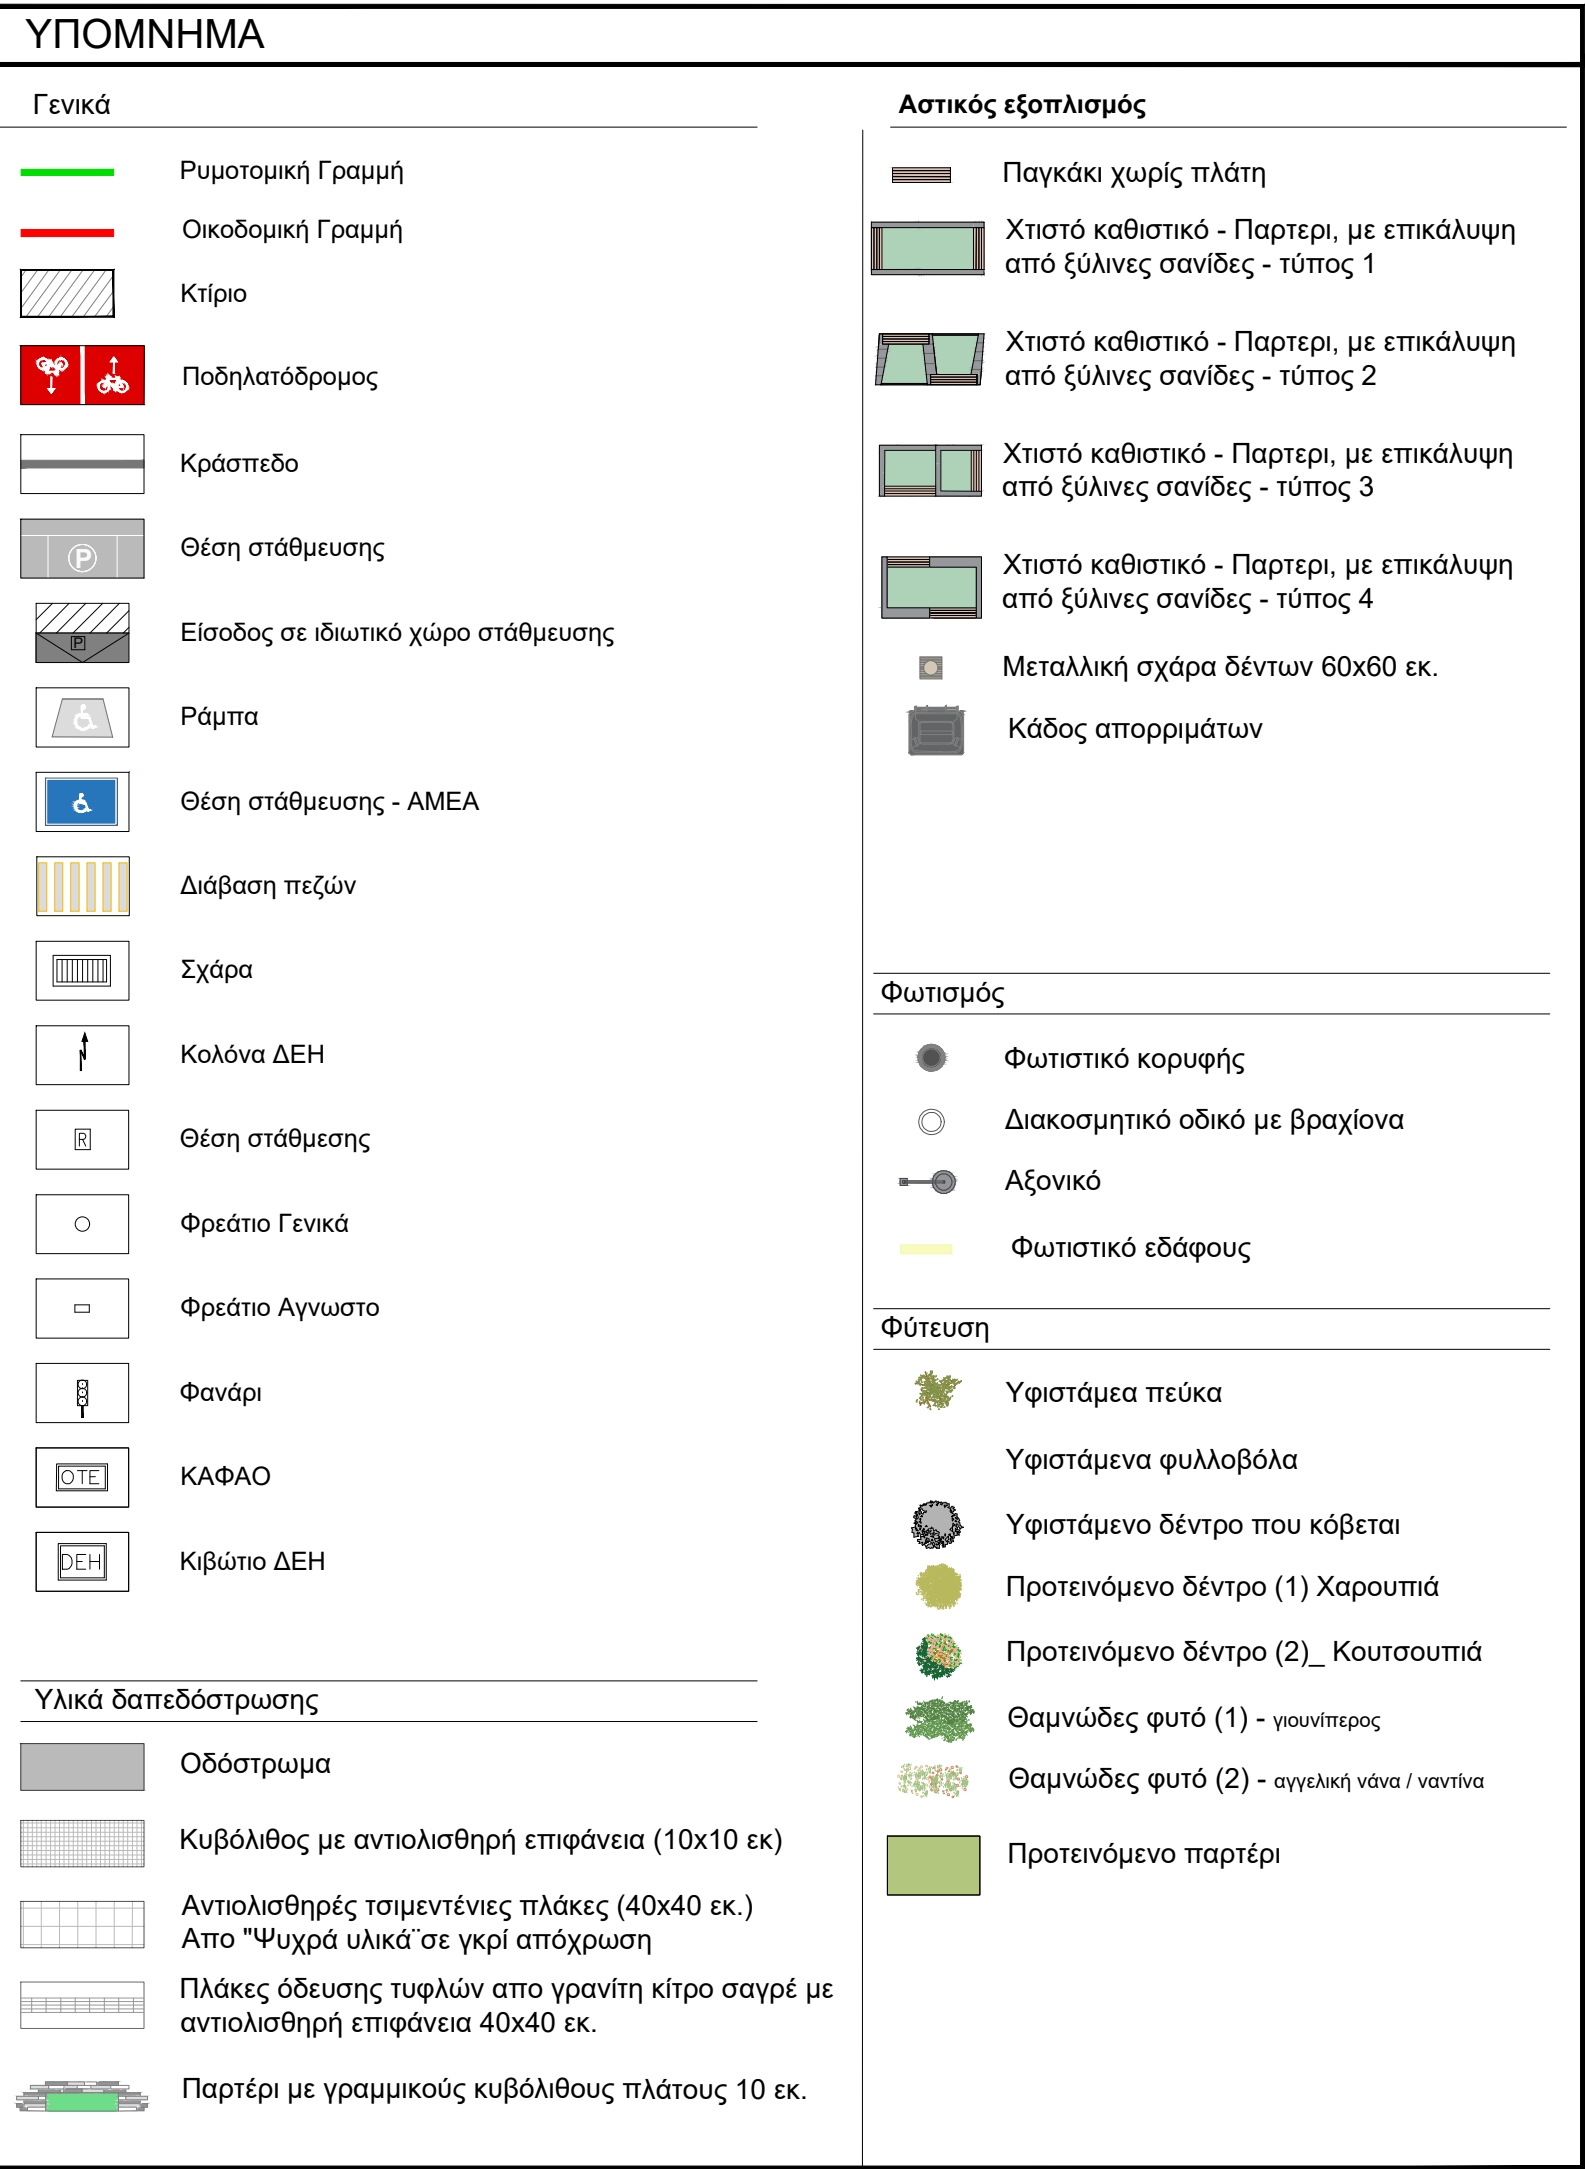 ΥΠΟΜΝΗΜΑ
Γενικά
Ρυμοτομική Γραμμή
Οικοδομική Γραμμή
Κτίριο
Ποδηλατόδρομος
Κράσπεδο
P
Θέση στάθμευσης
P
Είσοδος σε ιδιωτικό χώρο στάθμευσης
Ράμπα
Θέση στάθμευσης - ΑΜΕΑ
Διάβαση πεζών
Σχάρα
Κολόνα ΔΕΗ
R
Θέση στάθμεσης
Φρεάτιο Γενικά
Φρεάτιο Αγνωστο
Φανάρι
OTE
ΚΑΦΑΟ
DEH
Κιβώτιο ΔΕΗ
Υλικά δαπεδόστρωσης
Οδόστρωμα
Κυβόλιθος με αντιολισθηρή επιφάνεια (10x10 εκ)
Αντιολισθηρές τσιμεντένιες πλάκες (40x40 εκ.)
Απο "Ψυχρά υλικά¨σε γκρί απόχρωση
Πλάκες όδευσης τυφλών απο γρανίτη κίτρο σαγρέ με
αντιολισθηρή επιφάνεια 40x40 εκ.
Παρτέρι με γραμμικούς κυβόλιθους πλάτους 10 εκ.
Αστικός εξοπλισμός
Παγκάκι χωρίς πλάτη
Χτιστό καθιστικό - Παρτερι, με επικάλυψη
από ξύλινες σανίδες - τύπος 1
Χτιστό καθιστικό - Παρτερι, με επικάλυψη
από ξύλινες σανίδες - τύπος 2
Χτιστό καθιστικό - Παρτερι, με επικάλυψη
από ξύλινες σανίδες - τύπος 3
Χτιστό καθιστικό - Παρτερι, με επικάλυψη
από ξύλινες σανίδες - τύπος 4
Μεταλλική σχάρα δέντων 60x60 εκ.
Κάδος απορριμάτων
Φωτισμός
Φωτιστικό κορυφής
Διακοσμητικό οδικό με βραχίονα
Αξονικό
Φωτιστικό εδάφους
Φύτευση
Υφιστάμεα πεύκα
Υφιστάμενα φυλλοβόλα
Υφιστάμενο δέντρο που κόβεται
Προτεινόμενο δέντρο (1) Χαρουπιά
Προτεινόμενο δέντρο (2)_ Κουτσουπιά
Θαμνώδες φυτό (1) - γιουνίπερος
Θαμνώδες φυτό (2) - αγγελική νάνα / ναντίνα
Προτεινόμενο παρτέρι